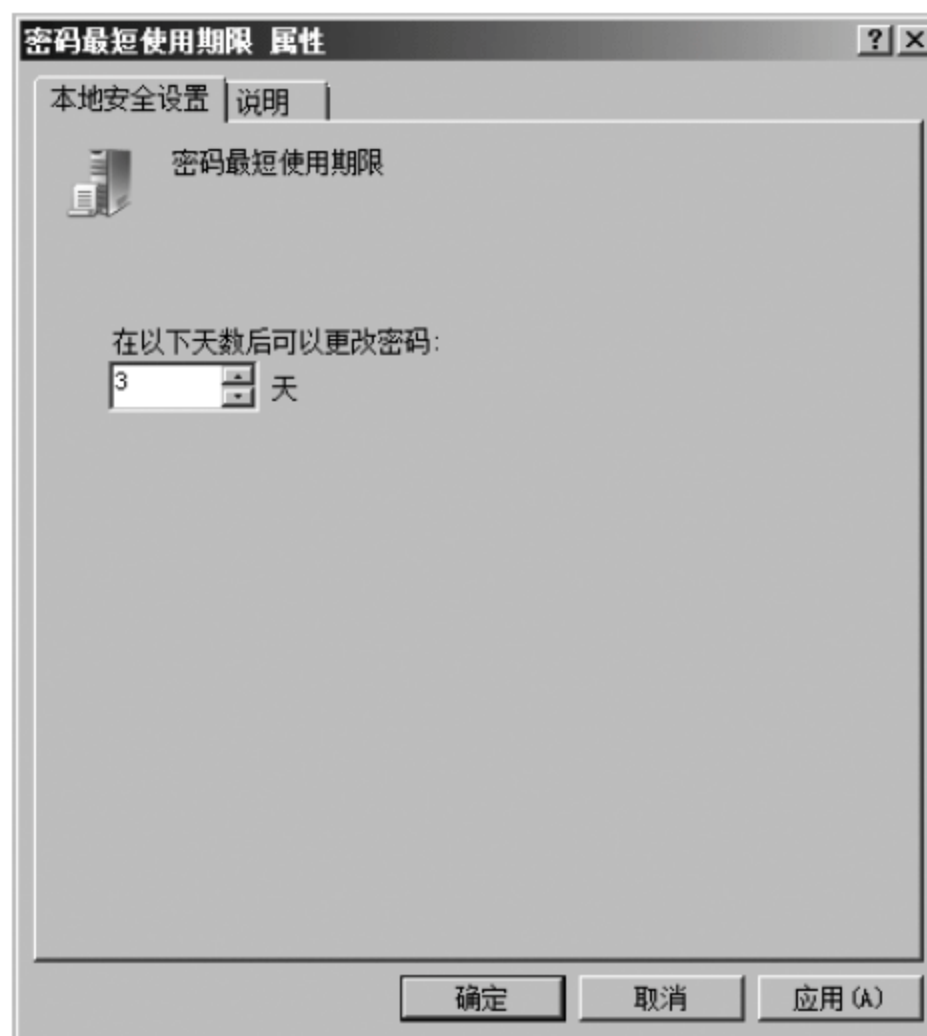 密码最短使用期限 属性
本地安全设置 说明
密码最短使用期限
在以下天数后可以更改密码:
3 天
确定 取消 应用(A)